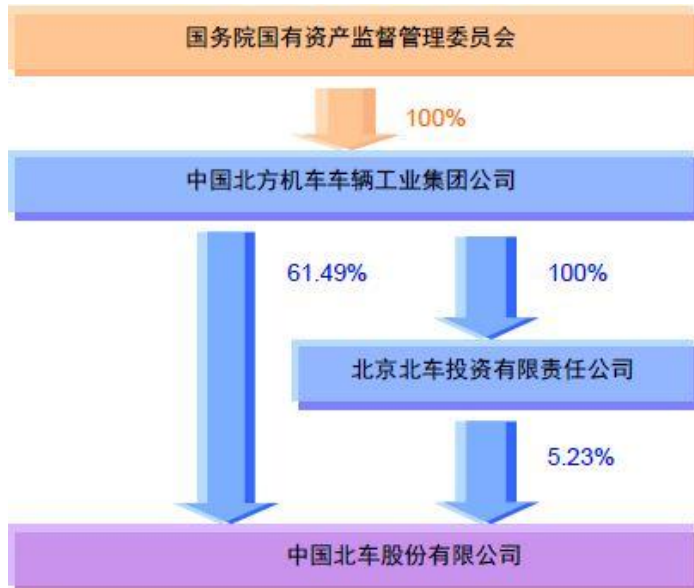 国务院国有资产监督管理委员会
100%
中国北方机车车辆工业集团公司
61.49%
100%
北京北车投资有限责任公司
5.23%
中国北车股份有限公司